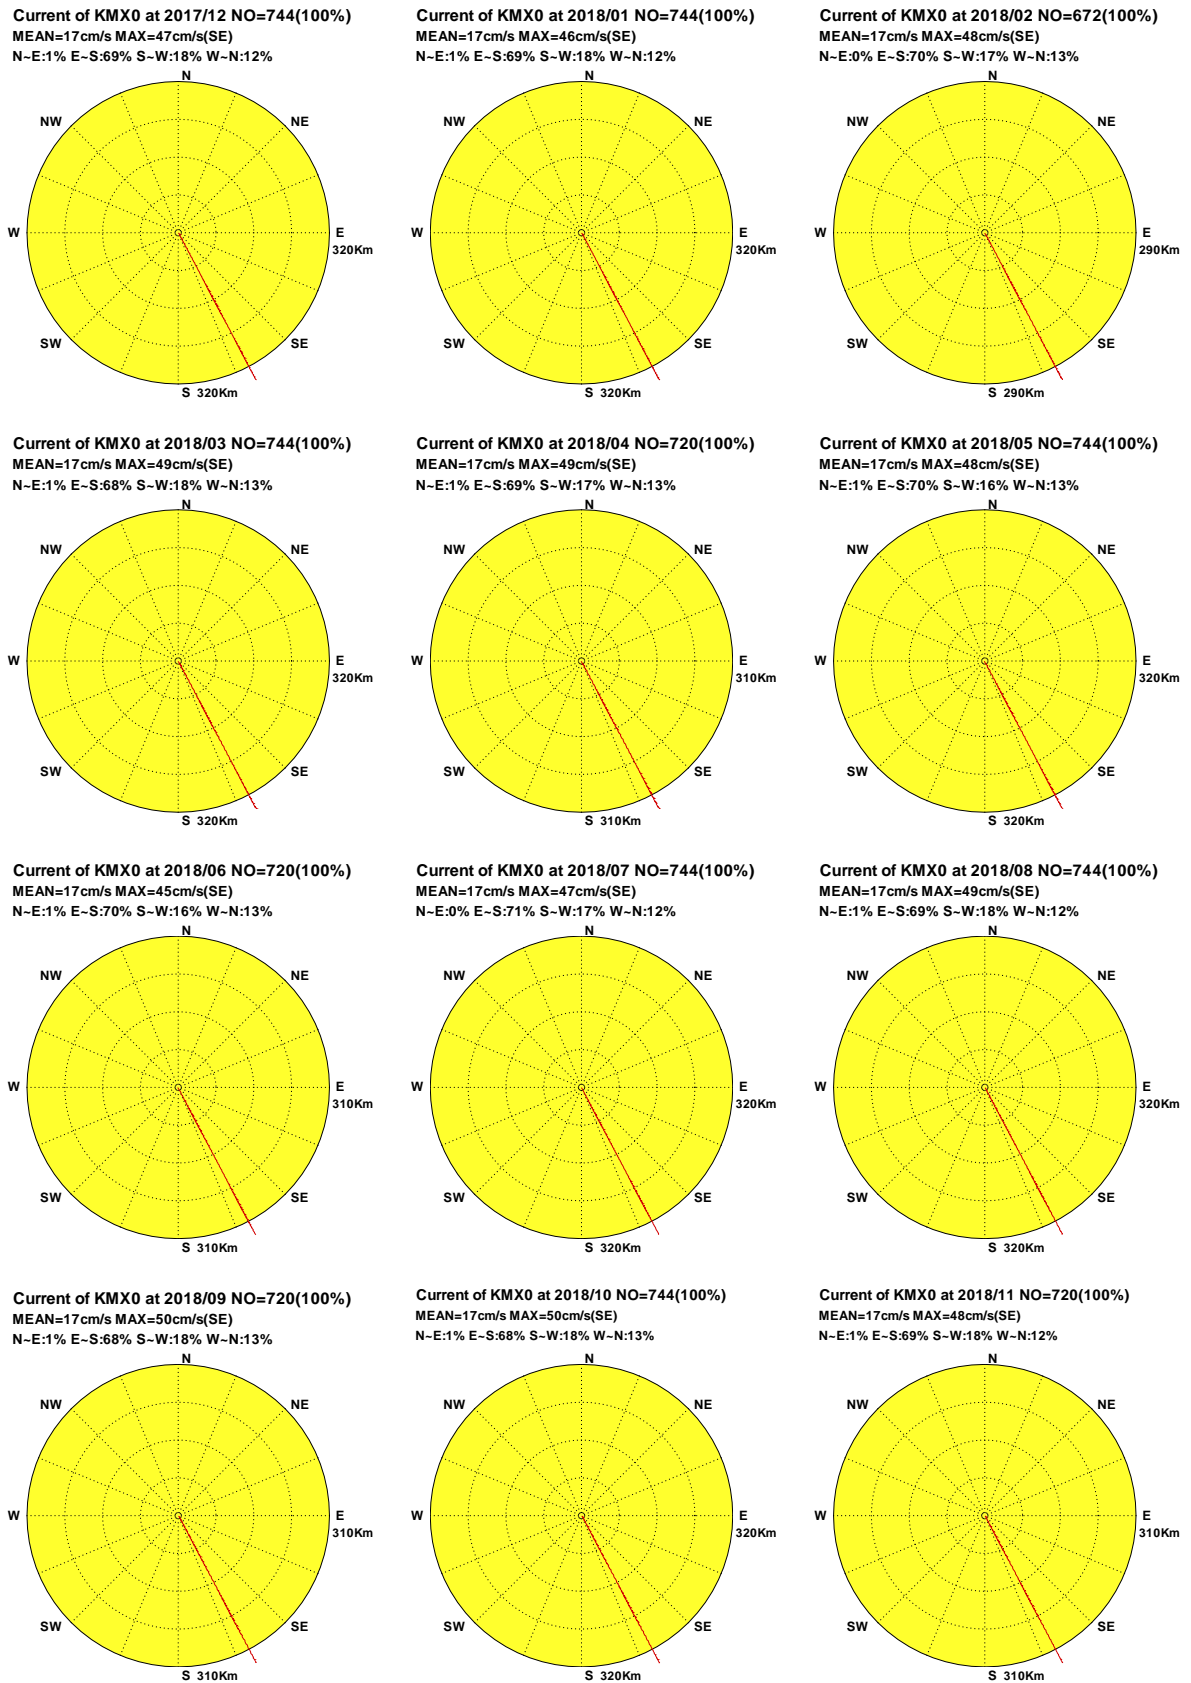 Current of KMX0 at 2017/12 NO=744(100%)
MEAN=17cm/s MAX=47cm/s(SE)
N~E:1% E~S:69% S~W:18% W~N:12%
N
NW
NE
W
E
320Km
SW
SE
S 320Km
Current of KMX0 at 2018/01 NO=744(100%)
MEAN=17cm/s MAX=46cm/s(SE)
N~E:1% E~S:69% S~W:18% W~N:12%
N
NW
NE
W
E
320Km
SW
SE
S 320Km
Current of KMX0 at 2018/02 NO=672(100%)
MEAN=17cm/s MAX=48cm/s(SE)
N~E:0% E~S:70% S~W:17% W~N:13%
N
NW
NE
W
E
290Km
SW
SE
S 290Km
Current of KMX0 at 2018/03 NO=744(100%)
MEAN=17cm/s MAX=49cm/s(SE)
N~E:1% E~S:68% S~W:18% W~N:13%
N
NW
NE
W
E
320Km
SW
SE
S 320Km
Current of KMX0 at 2018/04 NO=720(100%)
MEAN=17cm/s MAX=49cm/s(SE)
N~E:1% E~S:69% S~W:17% W~N:13%
N
NW
NE
W
E
310Km
SW
SE
S 310Km
Current of KMX0 at 2018/05 NO=744(100%)
MEAN=17cm/s MAX=48cm/s(SE)
N~E:1% E~S:70% S~W:16% W~N:13%
N
NW
NE
W
E
320Km
SW
SE
S 320Km
Current of KMX0 at 2018/06 NO=720(100%)
MEAN=17cm/s MAX=45cm/s(SE)
N~E:1% E~S:70% S~W:16% W~N:13%
N
NW
NE
W
E
310Km
SW
SE
S 310Km
Current of KMX0 at 2018/07 NO=744(100%)
MEAN=17cm/s MAX=47cm/s(SE)
N~E:0% E~S:71% S~W:17% W~N:12%
N
NW
NE
W
E
320Km
SW
SE
S 320Km
Current of KMX0 at 2018/08 NO=744(100%)
MEAN=17cm/s MAX=49cm/s(SE)
N~E:1% E~S:69% S~W:18% W~N:12%
N
NW
NE
W
E
320Km
SW
SE
S 320Km
Current of KMX0 at 2018/09 NO=720(100%)
MEAN=17cm/s MAX=50cm/s(SE)
N~E:1% E~S:68% S~W:18% W~N:13%
N
NW
NE
W
E
310Km
SW
SE
S 310Km
Current of KMX0 at 2018/10 NO=744(100%)
MEAN=17cm/s MAX=50cm/s(SE)
N~E:1% E~S:68% S~W:18% W~N:13%
N
NW
NE
W
E
320Km
SW
SE
S 320Km
Current of KMX0 at 2018/11 NO=720(100%)
MEAN=17cm/s MAX=48cm/s(SE)
N~E:1% E~S:69% S~W:18% W~N:12%
N
NW
NE
W
E
310Km
SW
SE
S 310Km